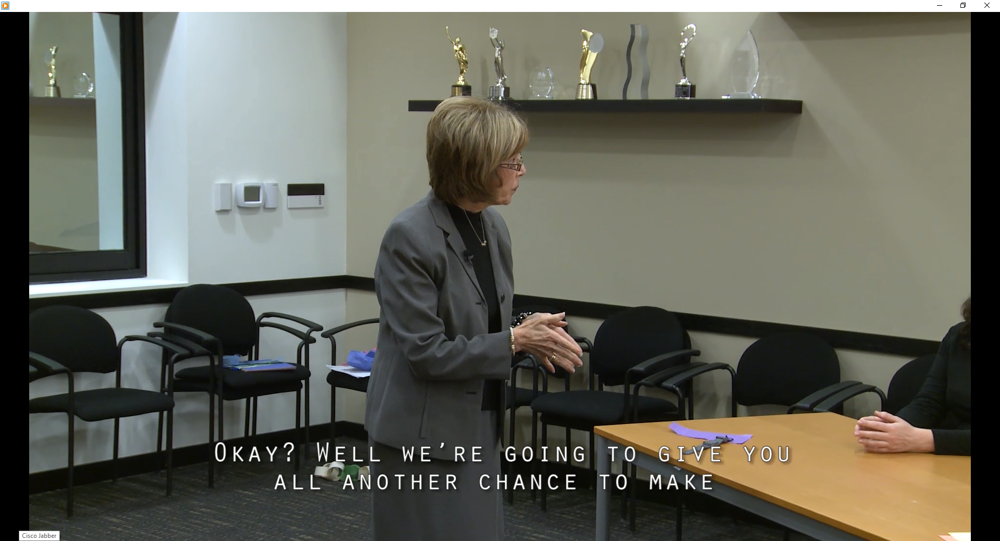 Okay? Well we're going to give you
all another chance to make
Cisco Jabber